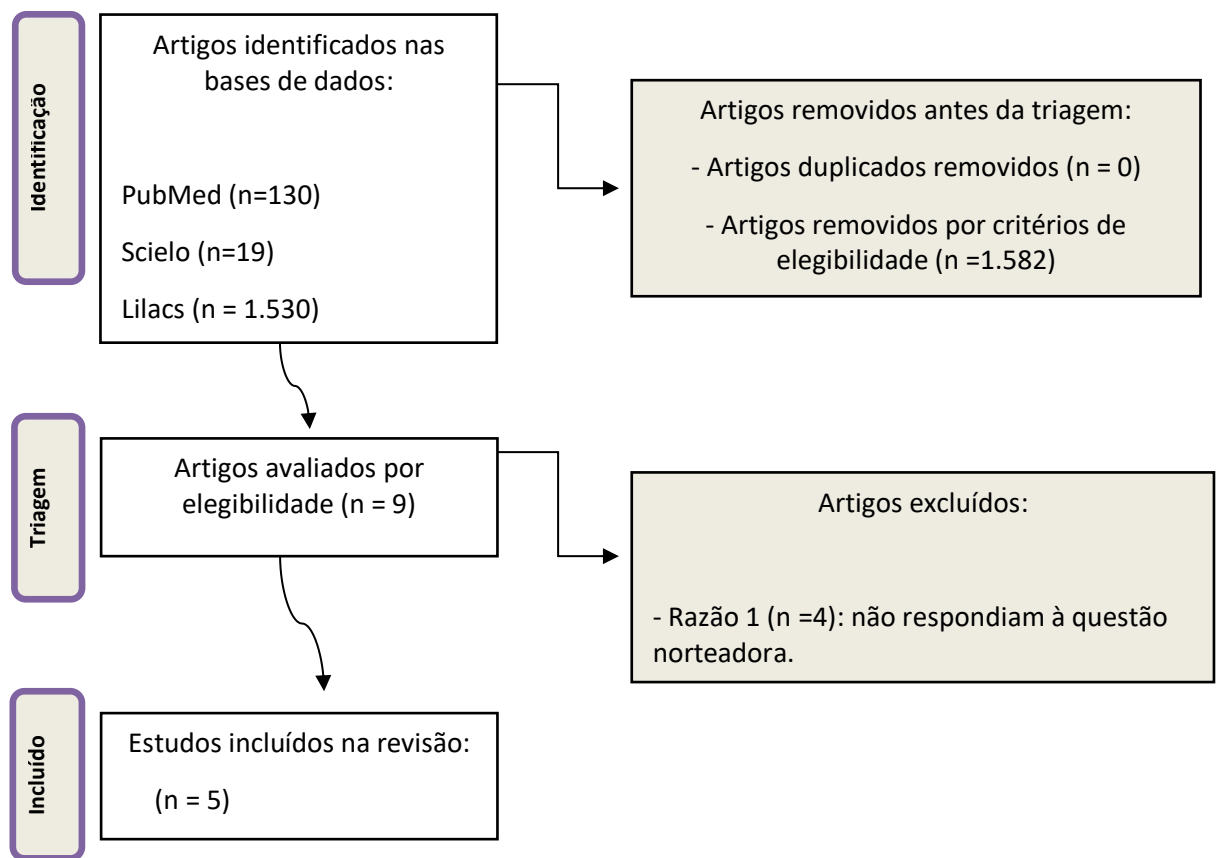 Identificação
Artigos identificados nas
bases de dados:
PubMed (n=130)
Scielo (n=19)
Lilacs (n = 1.530)
Artigos removidos antes da triagem:
- Artigos duplicados removidos (n = 0)
- Artigos removidos por critérios de
elegibilidade (n =1.582)
Triagem
Artigos avaliados por
elegibilidade (n = 9)
Artigos excluídos:
- Razão 1 (n =4): não respondiam à questão
norteadora.
Incluído
Estudos incluídos na revisão:
(n = 5)